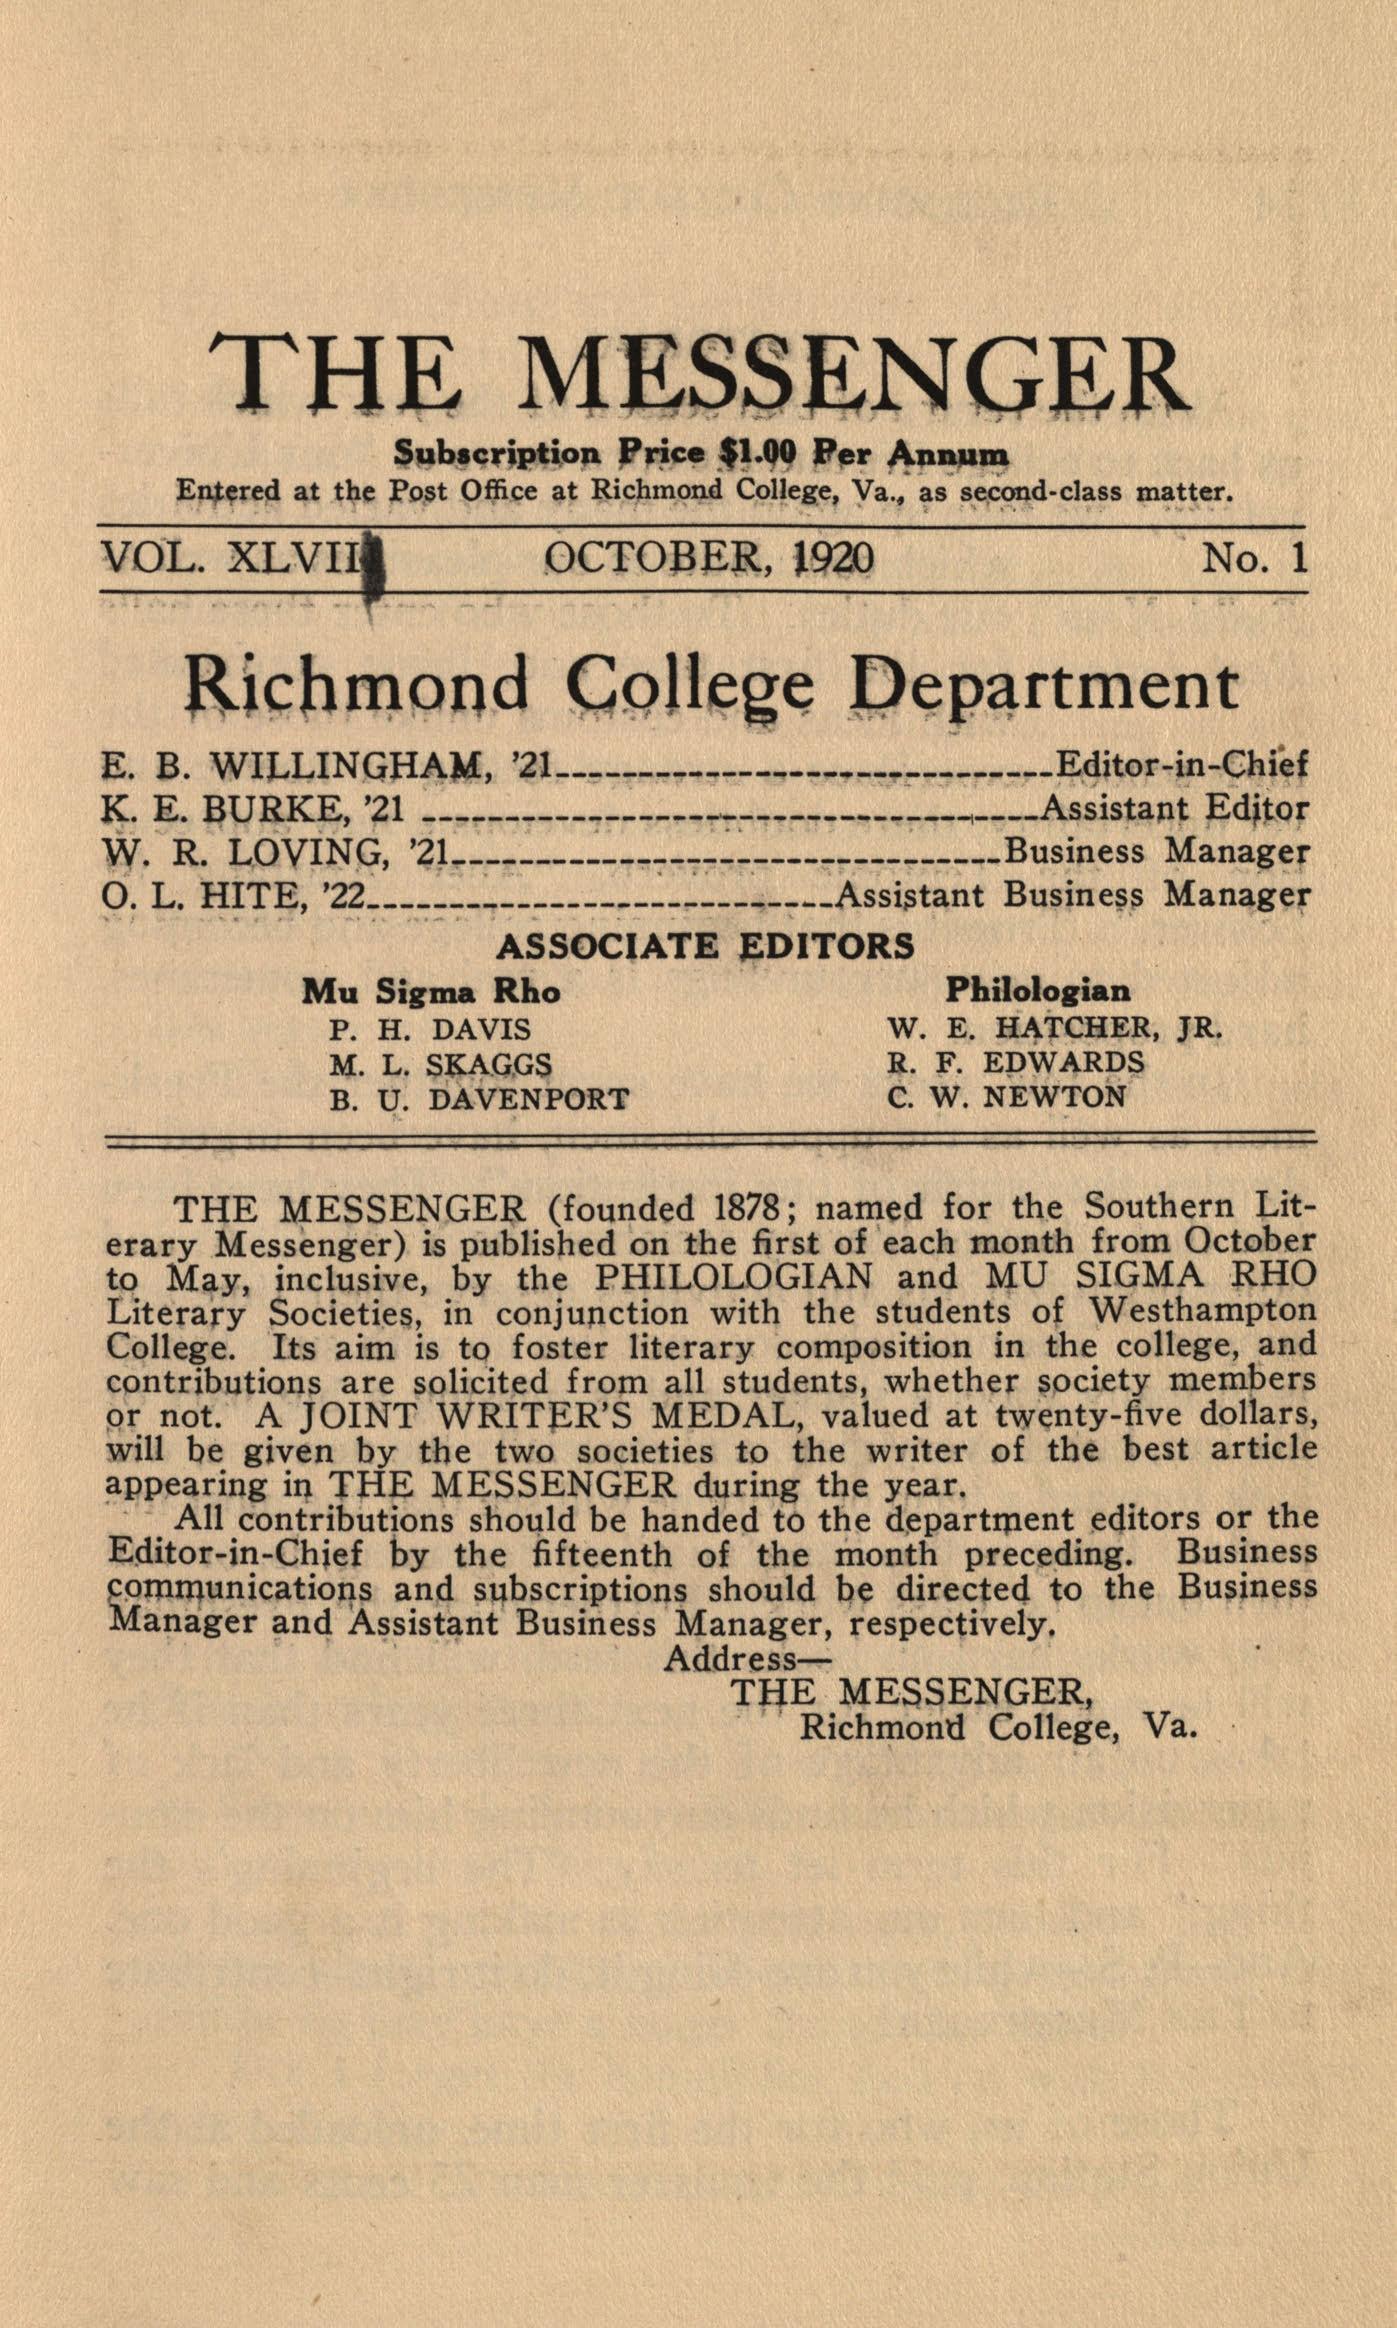 THE MESSENGER
Subscription Price $1.00 Per Annum
Entered at the Post Office at Richmond College, Va., as second-class matter.
VOL. XLVII OCTOBER, 1920 No. 1
Richmond College Department
E. B. WILLINGHAM, '21------------------------------Editor-in-Chief
K. E. BURKE, '21 -------------------------------------Assistant Editor
W. R. LOVING, '21---------------------------------Business Manager
O. L. HITE, '22----------------------------Assistant Business Manager
ASSOCIATE EDITORS
Mu Sigma Rho Philologian
P. H. DAVIS W. E. HATCHER, JR.
M. L. SKAGGS R. F. EDWARDS
B. U. DAVENPORT C. W. NEWTON
THE MESSENGER (founded 1878; named for the Southern Lit-
erary Messenger) is published on the first of each month from October
to May, inclusive, by the PHILOLOGIAN and MU SIGMA RHO
Literary Societies, in conjunction with the students of Westhampton
College. Its aim is to foster literary composition in the college, and
contributions are solicited from all students, whether society members
or not. A JOINT WRITER'S MEDAL, valued at twenty-five dollars,
will be given by the two societies to the writer of the best article
appearing in THE MESSENGER during the year.
All contributions should be handed to the department editors or the
Editor-in-Chief by the fifteenth of the month preceding. Business
communications and subscriptions should be directed to the Business
Manager and Assistant Business Manager, respectively.
Address—
THE MESSENGER,
Richmond College, Va.